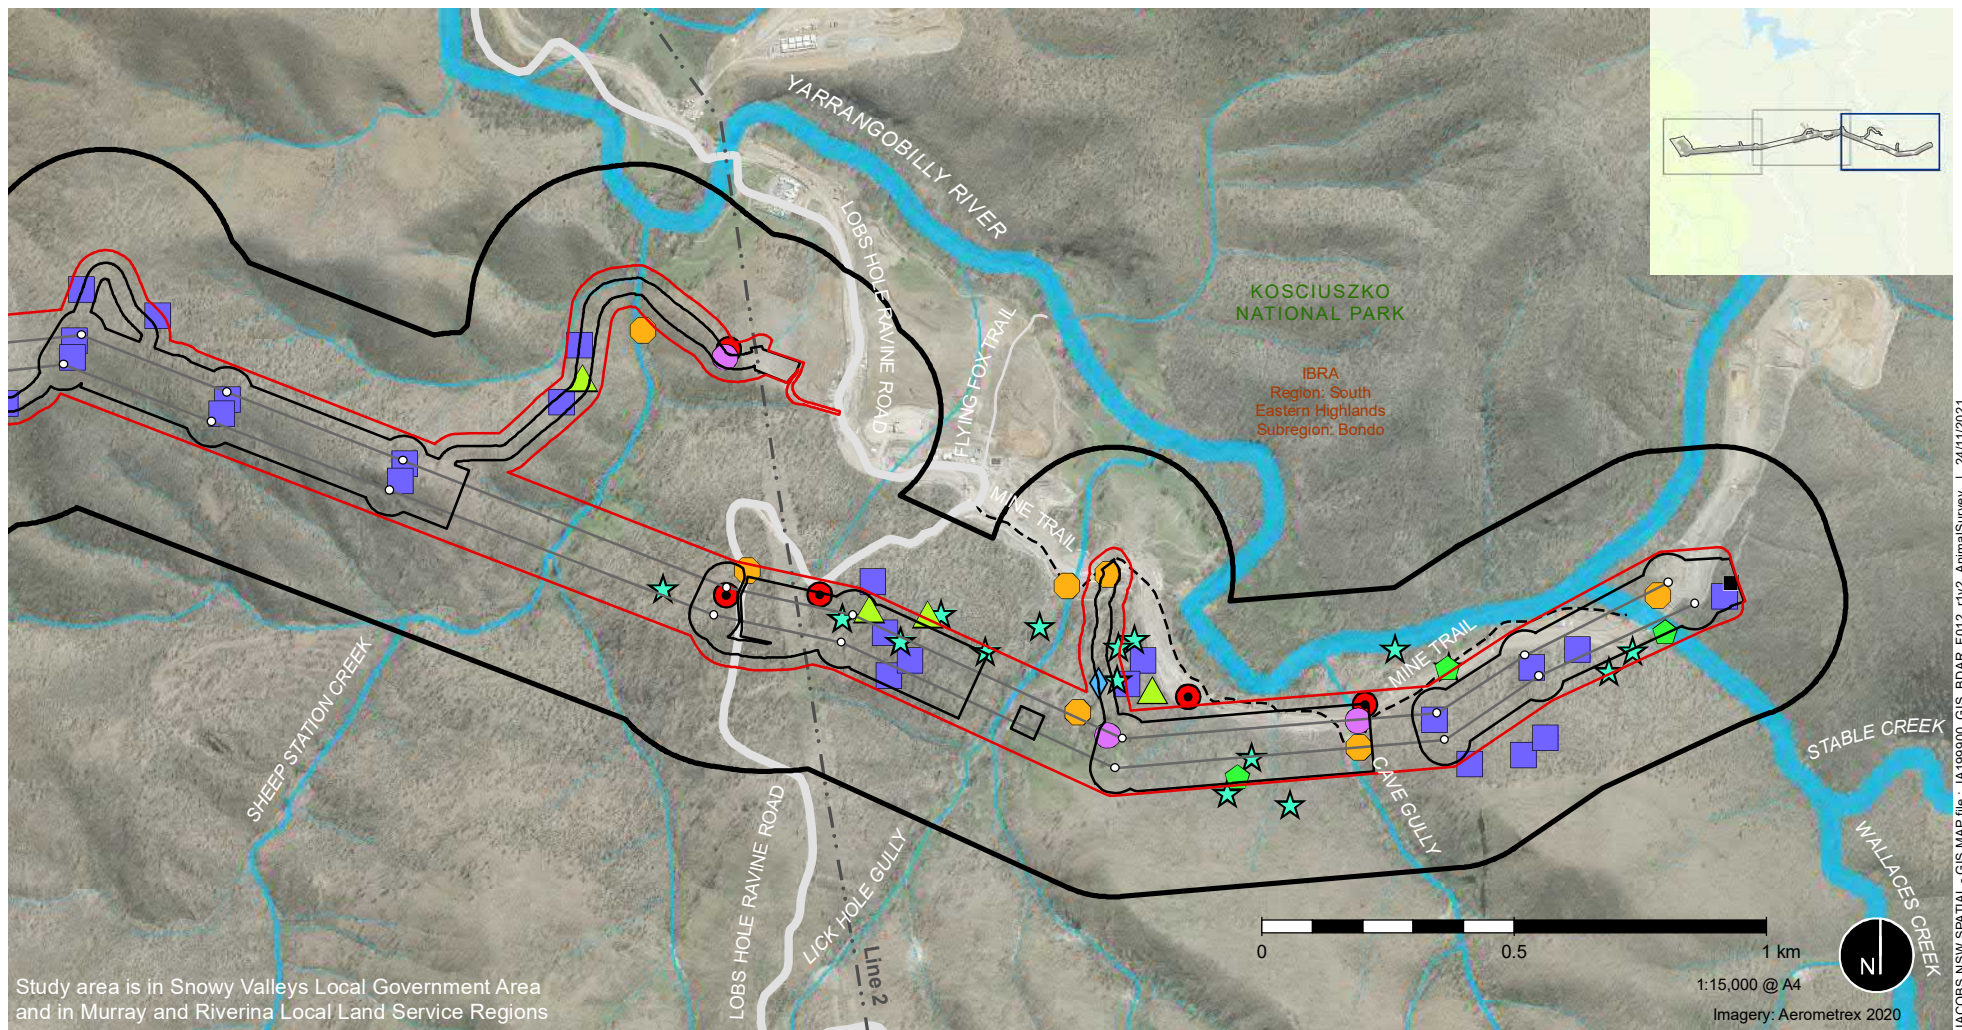 YARRANGOBILLY RIVER
LOBS HOLE RAVINE ROAD
FLYING FOX TRAIL
KOSCIUSZKO
NATIONAL PARK
IBRA
Region: South
Eastern Highlands
Subregion: Bondo
MINE TRAIL
MINE TRAIL
SHEEP STATION CREEK
LOBS HOLE RAVINE ROAD
LICK HOLE GULLY
Line 2
CAVE GULLY
STABLE CREEK
WALLACES CREEK
0 0.5 1 km
N
1:15,000 @ A4
Imagery: Aerometrex 2020
Study area is in Snowy Valleys Local Government Area
and in Murray and Riverina Local Land Service Regions